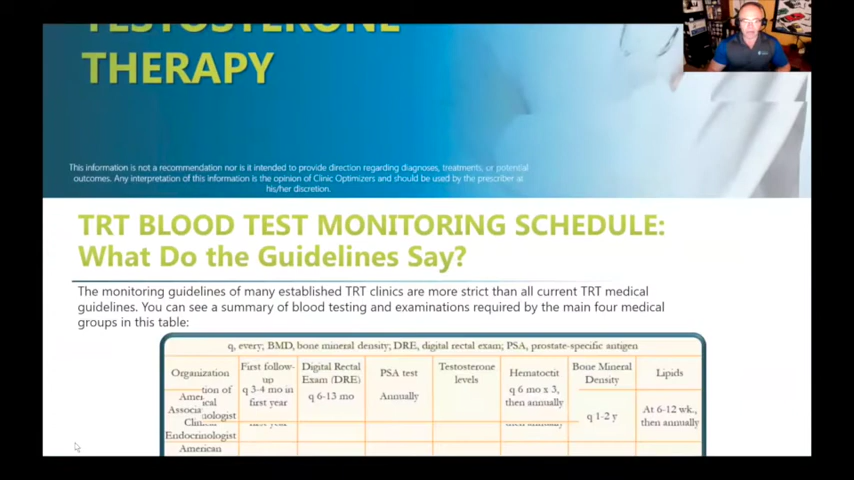 TESTOSTERONE
THERAPY
This information is not a recommendation nor is it intended to provide direction regarding diagnoses, treatments, or potential
outcomes. Any interpretation of this information is the opinion of Clinic Optimizers and should be used by the prescriber at
his/her discretion.
TRT BLOOD TEST MONITORING SCHEDULE:
What Do the Guidelines Say?
The monitoring guidelines of many established TRT clinics are more strict than all current TRT medical
guidelines. You can see a summary of blood testing and examinations required by the main four medical
groups in this table:
q, every; BMD, bone mineral density; DRE, digital rectal exam; PSA, prostate-specific antigen
Organization
First follow-
up
Digital Rectal
Exam (DRE)
PSA test
Testosterone
levels
Hematocrit
Bone Mineral
Density
Lipids
q 3-4 mo in
first year
q 6-13 mo
Annually
q 6 mo x 3,
then annually
q 1-2 y
At 6-12 wk.,
then annually
Endocrinologist
American